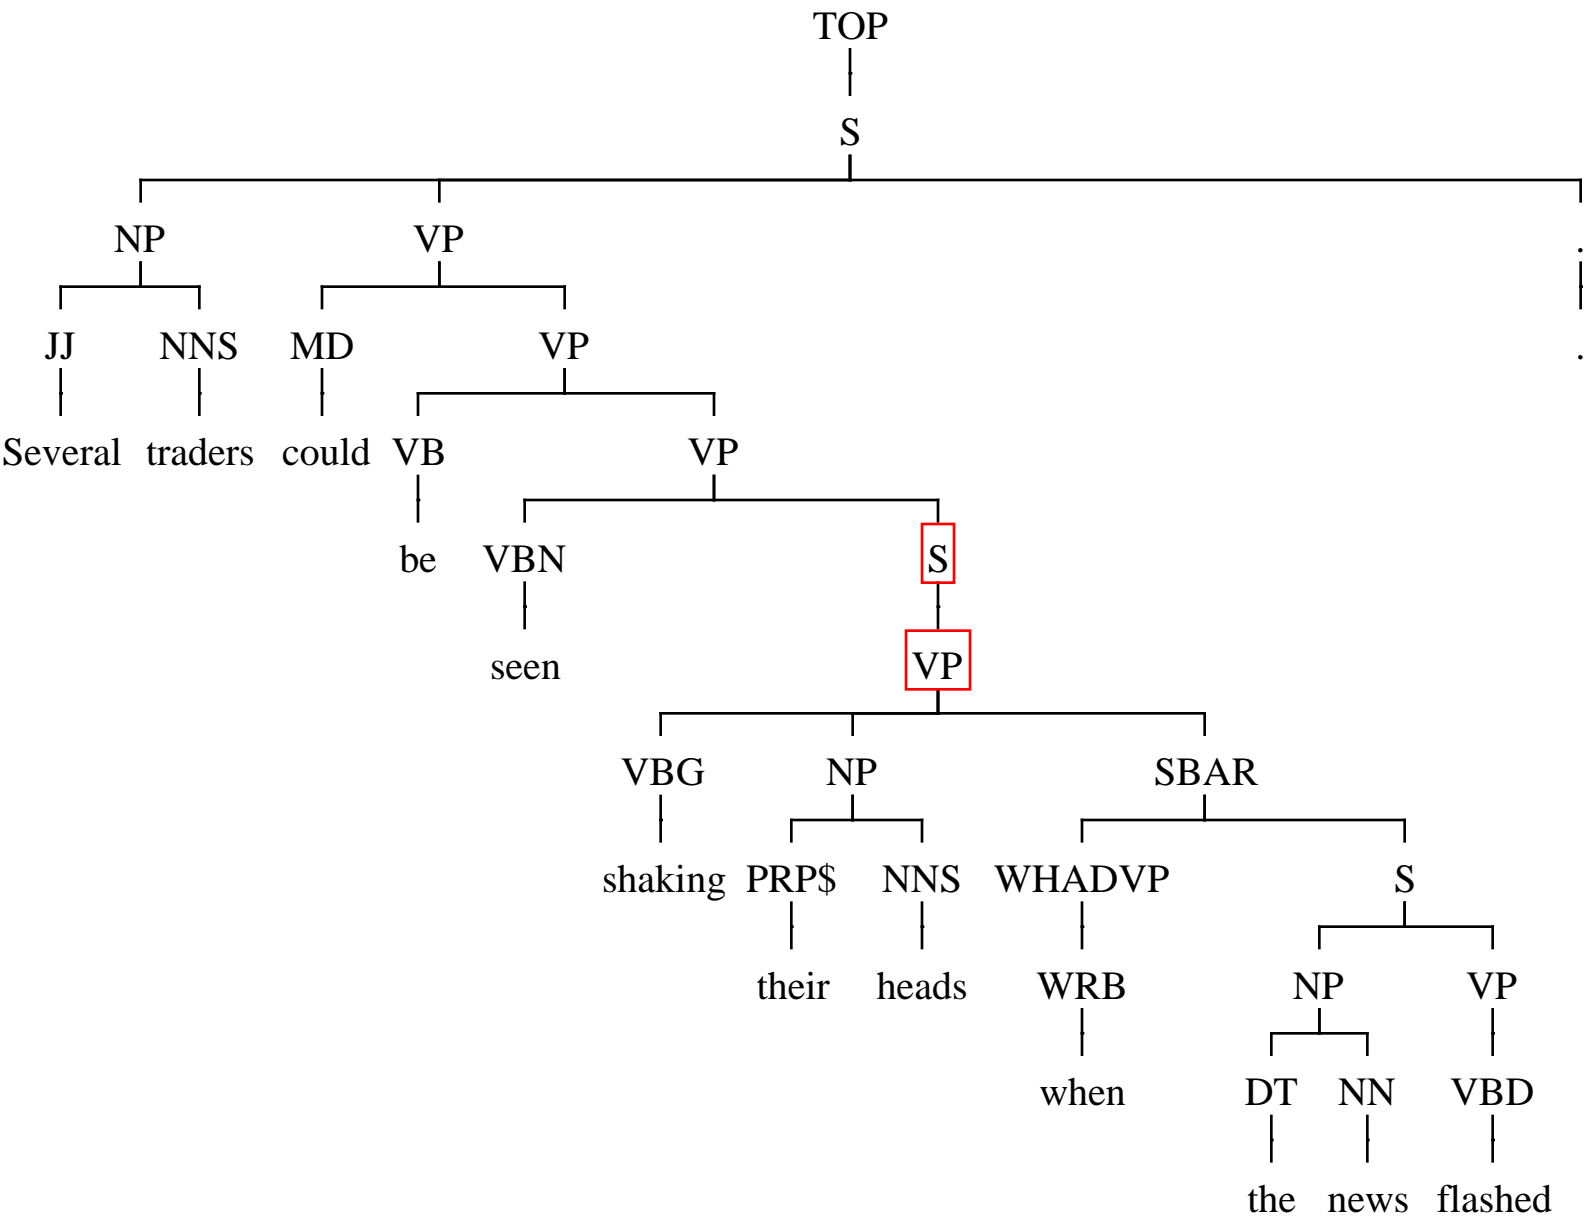 TOP
S
NP VP .
JJ NNS MD VP .
Several traders could VB VP
be VBN S
seen VP
VBG NP SBAR
shaking PRP$ NNS WHADVP S
their heads WRB NP VP
when DT NN VBD
the news flashed